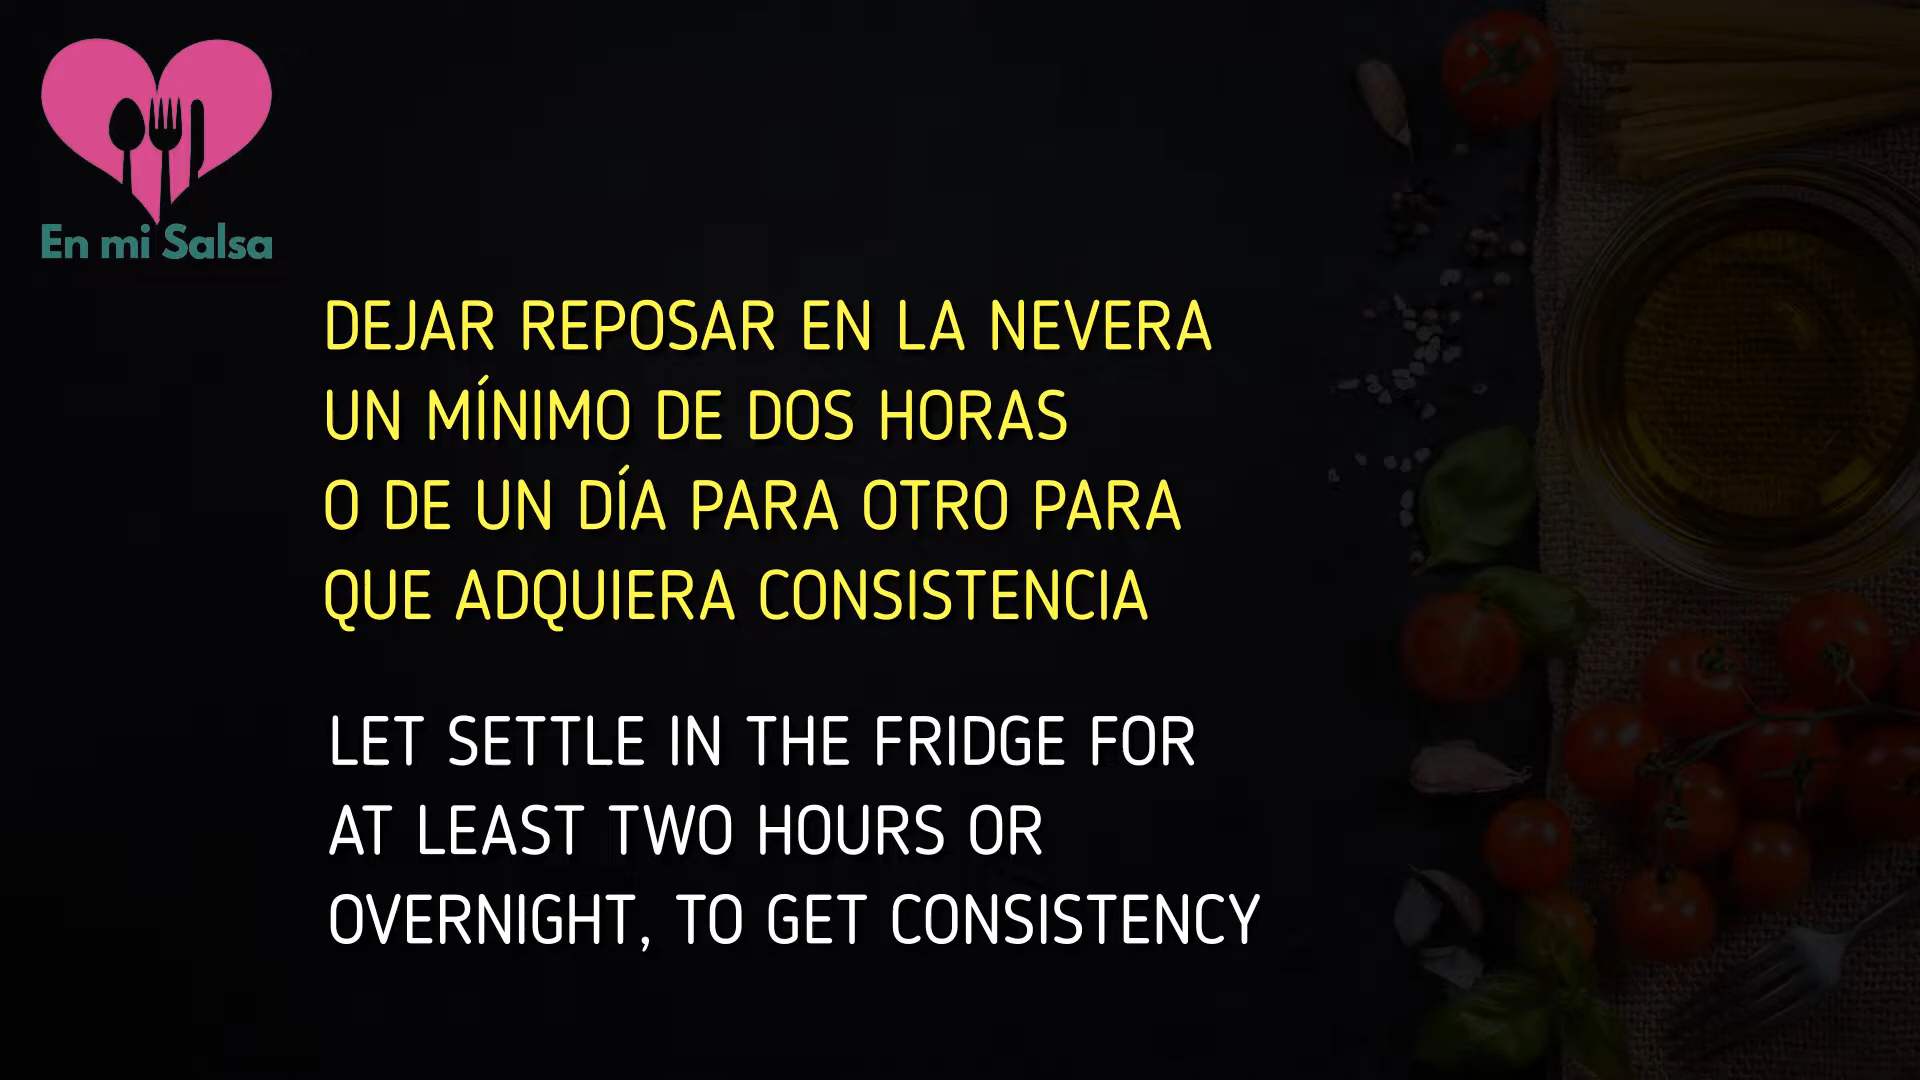 En mi Salsa
DEJAR REPOSAR EN LA NEVERA
UN MÍNIMO DE DOS HORAS
O DE UN DÍA PARA OTRO PARA
QUE ADQUIERA CONSISTENCIA
LET SETTLE IN THE FRIDGE FOR
AT LEAST TWO HOURS OR
OVERNIGHT, TO GET CONSISTENCY